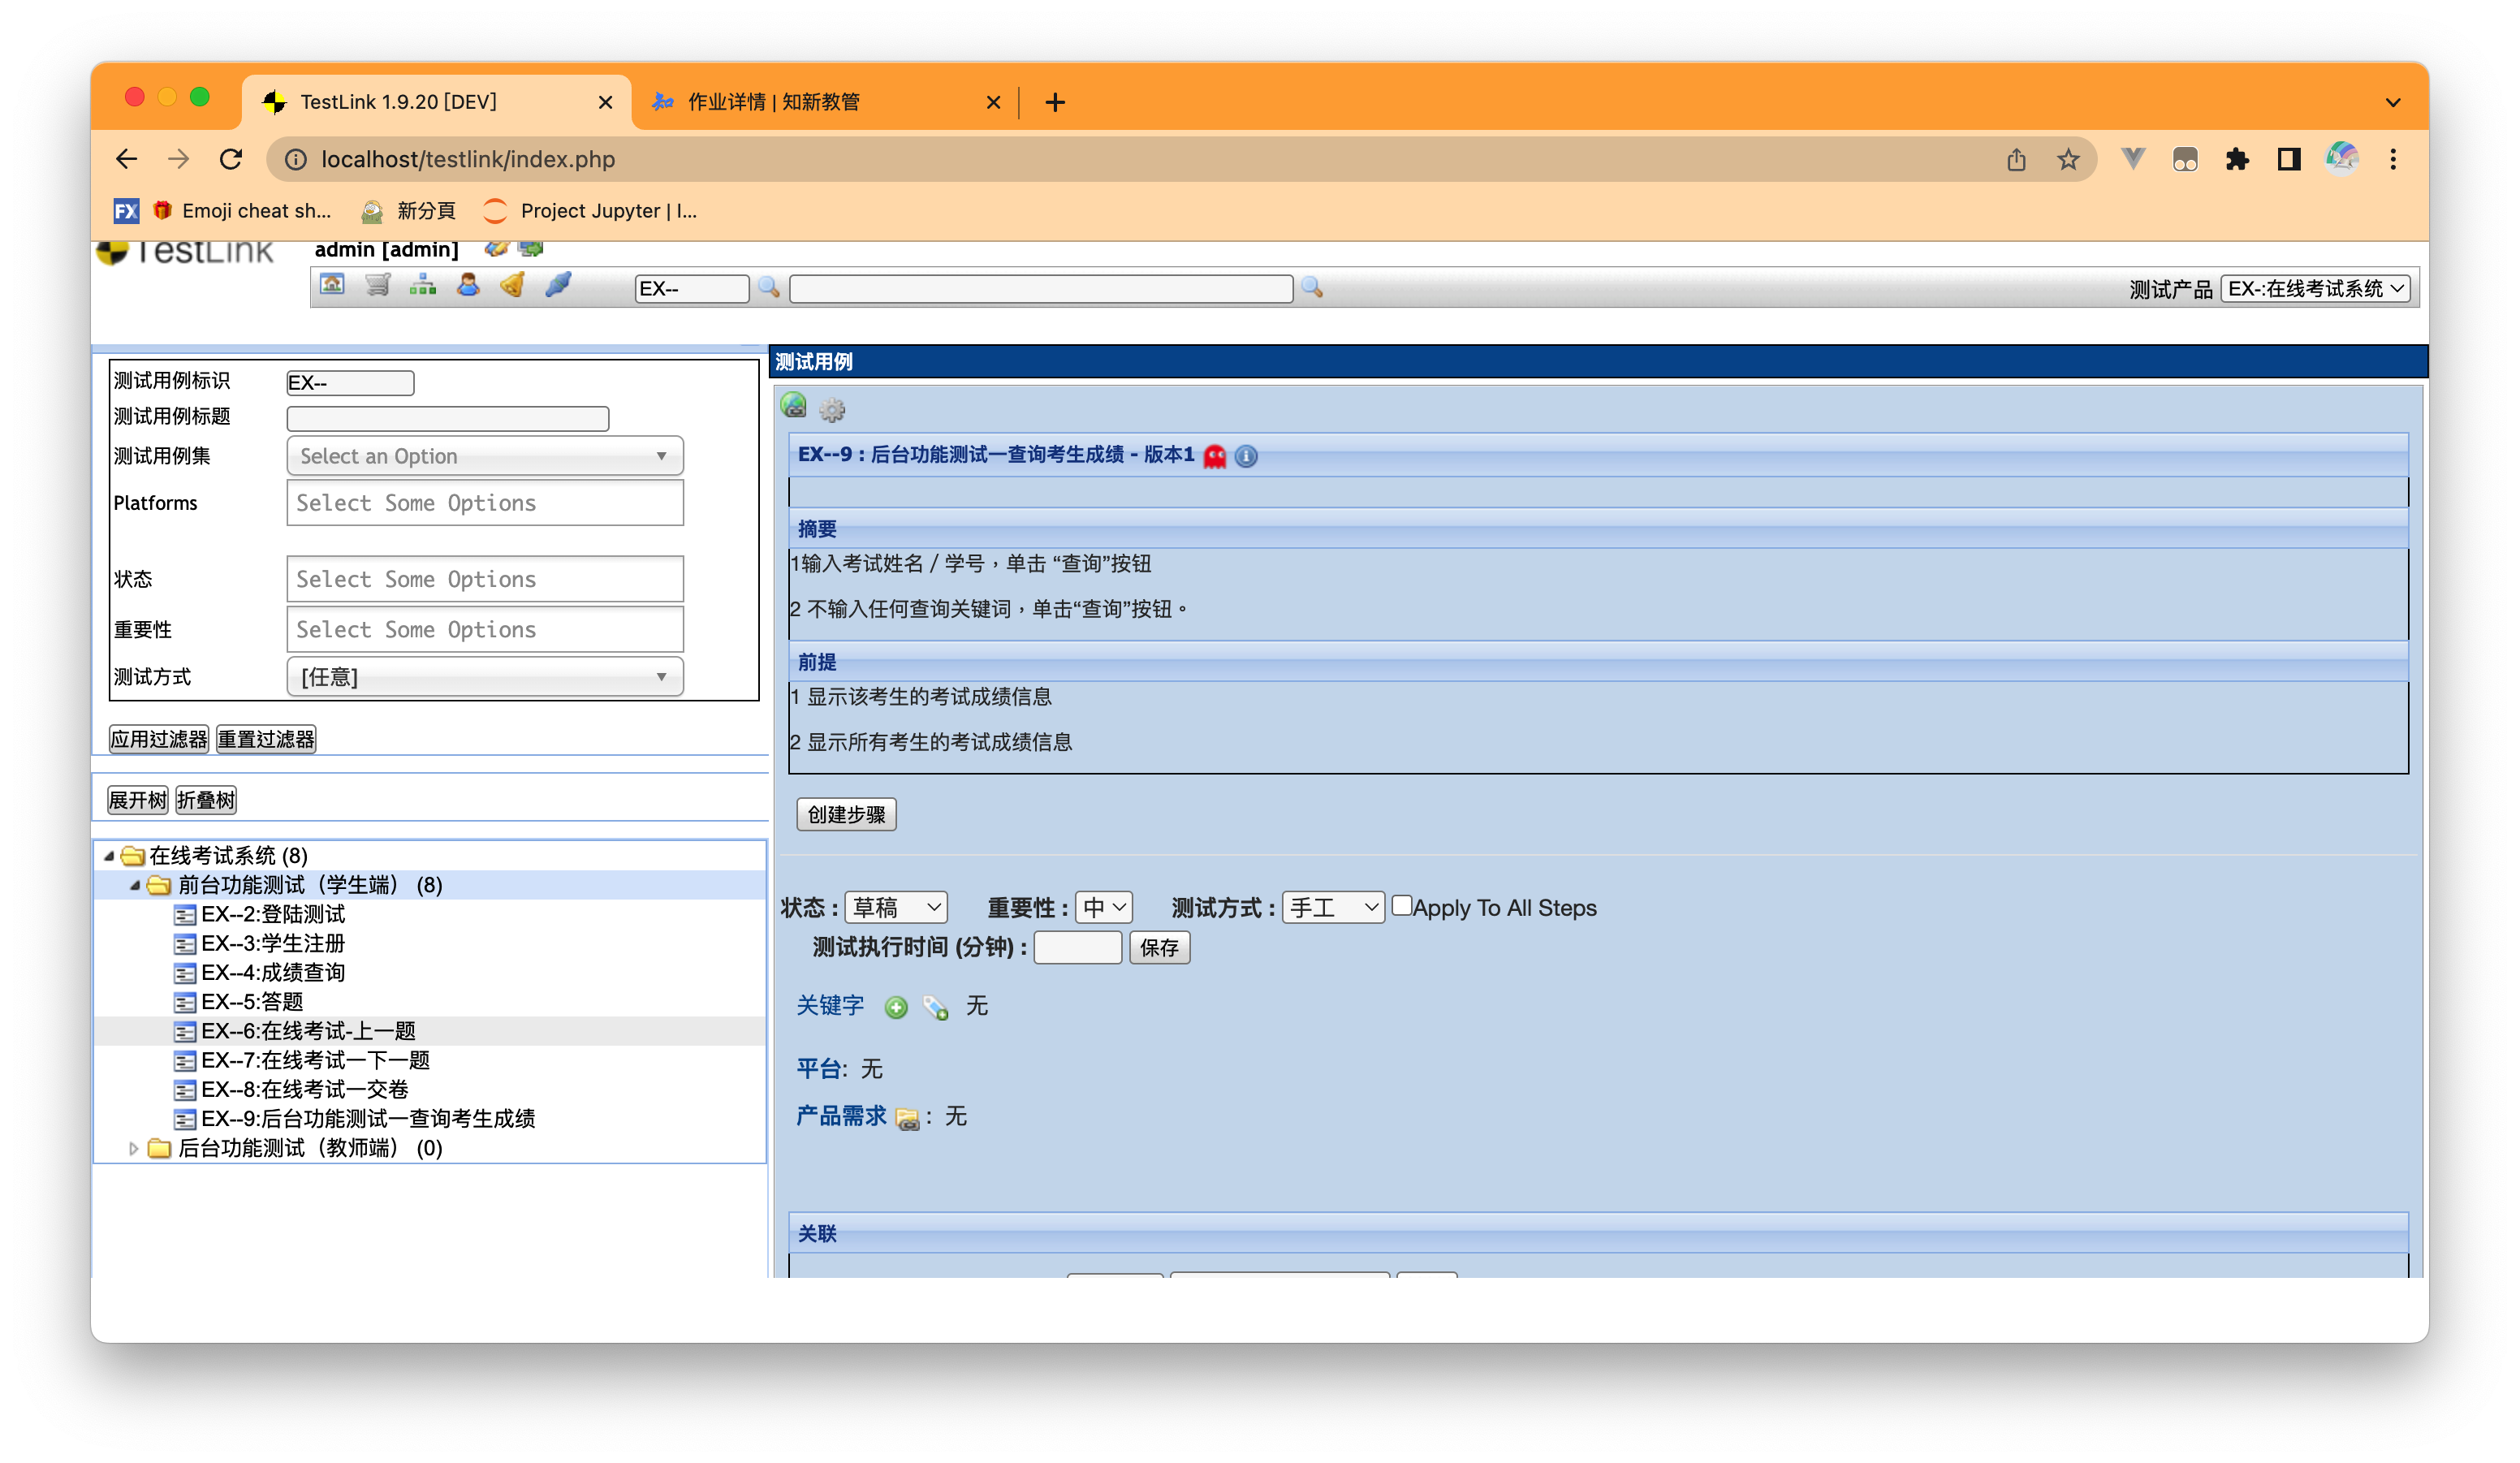 TestLink 1.9.20 [DEV]
作业详情 | 知新教管
localhost/testlink/index.php
FX
Emoji cheat sh...
新分頁
Project Jupyter | I...
TestLink
admin [admin]
EX--
测试产品 EX-:在线考试系统
测试用例标识 EX--
测试用例标题
测试用例集 Select an Option
Platforms Select Some Options
状态 Select Some Options
重要性 Select Some Options
测试方式 [任意]
应用过滤器 重置过滤器
展开树 折叠树
在线考试系统 (8)
前台功能测试（学生端） (8)
EX--2:登陆测试
EX--3:学生注册
EX--4:成绩查询
EX--5:答题
EX--6:在线考试-上一题
EX--7:在线考试一下一题
EX--8:在线考试一交卷
EX--9:后台功能测试一查询考生成绩
后台功能测试（教师端） (0)
测试用例
EX--9 : 后台功能测试一查询考生成绩 - 版本1
摘要
1输入考试姓名 / 学号，单击 “查询”按钮
2 不输入任何查询关键词，单击“查询”按钮。
前提
1 显示该考生的考试成绩信息
2 显示所有考生的考试成绩信息
创建步骤
状态 : 草稿 重要性 : 中 测试方式 : 手工 Apply To All Steps
测试执行时间 (分钟) : 保存
关键字 无
平台: 无
产品需求 : 无
关联